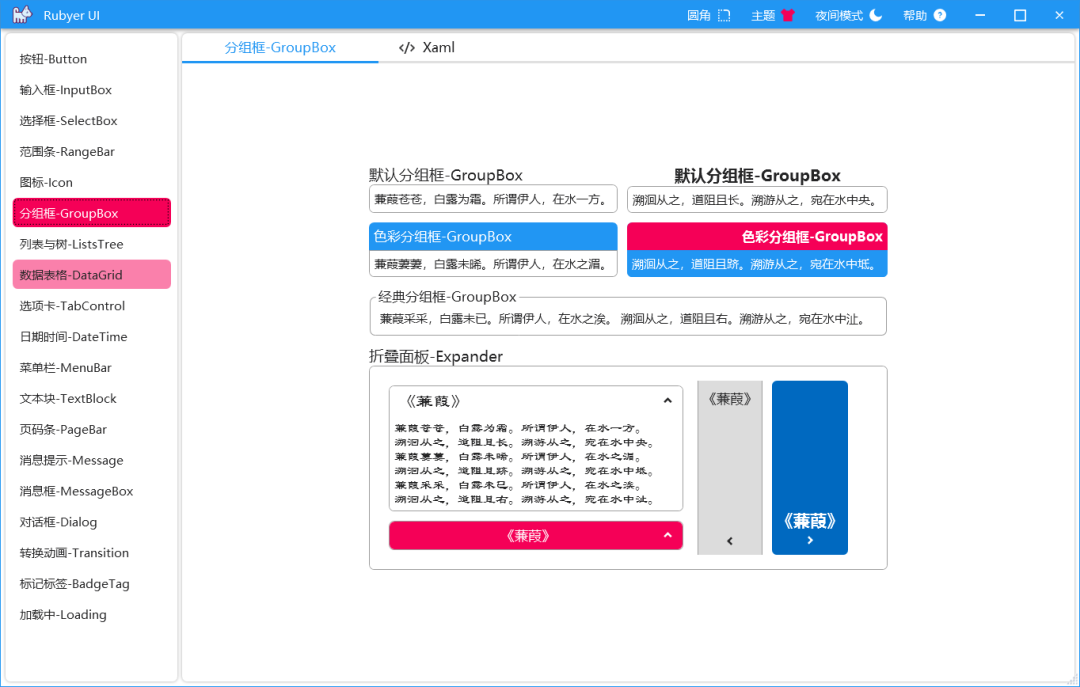 Rubyer UI
圆角
主题
夜间模式
帮助
按钮-Button
输入框-InputBox
选择框-SelectBox
范围条-RangeBar
图标-Icon
分组框-GroupBox
列表与树-ListsTree
数据表格-DataGrid
选项卡-TabControl
日期时间-DateTime
菜单栏-MenuBar
文本块-TextBlock
页码条-PageBar
消息提示-Message
消息框-MessageBox
对话框-Dialog
转换动画-Transition
标记标签-BadgeTag
加载中-Loading
分组框-GroupBox
</> Xaml
默认分组框-GroupBox
蒹葭苍苍，白露为霜。所谓伊人，在水一方。
默认分组框-GroupBox
溯洄从之，道阻且长。溯游从之，宛在水中央。
色彩分组框-GroupBox
蒹葭萋萋，白露未晞。所谓伊人，在水之湄。
色彩分组框-GroupBox
溯洄从之，道阻且跻。溯游从之，宛在水中坻。
经典分组框-GroupBox
蒹葭采采，白露未已。所谓伊人，在水之涘。 溯洄从之，道阻且右。溯游从之，宛在水中沚。
折叠面板-Expander
《蒹葭》
蒹葭苍苍，白露为霜。所谓伊人，在水一方。
溯洄从之，道阻且长。溯游从之，宛在水中央。
蒹葭萋萋，白露未晞。所谓伊人，在水之湄。
溯洄从之，道阻且跻。溯游从之，宛在水中坻。
蒹葭采采，白露未已。所谓伊人，在水之涘。
溯洄从之，道阻且右。溯游从之，宛在水中沚。
《蒹葭》
《蒹葭》
《蒹葭》